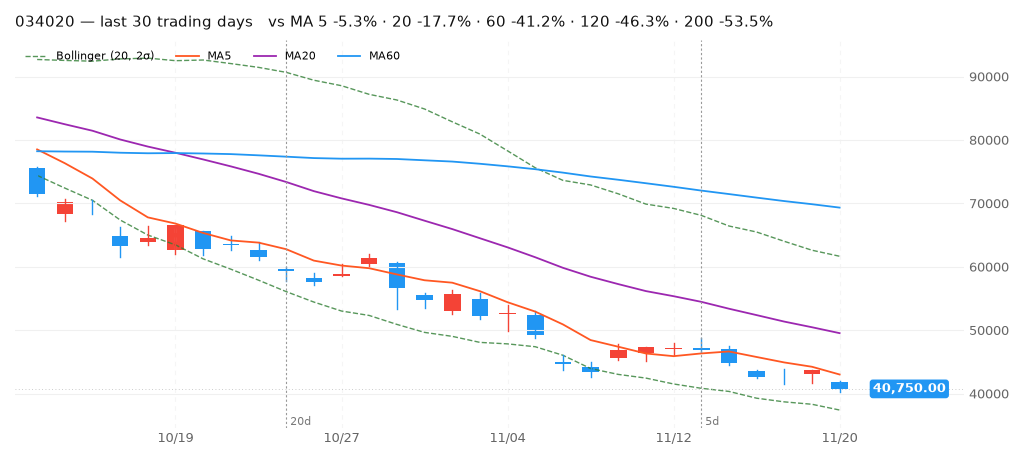 034020 — last 30 trading days   vs MA 5 -5.3% · 20 -17.7% · 60 -41.2% · 120 -46.3% · 200 -53.5%
Bollinger (20, 2σ) MA5 MA20 MA60
90000
80000
70000
60000
50000
40000
40,750.00
20d
5d
10/19 10/27 11/04 11/12 11/20